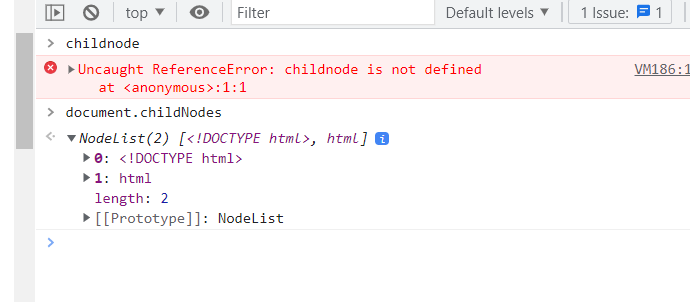 top Filter Default levels 1 Issue: 1
childnode
Uncaught ReferenceError: childnode is not defined VM186:1
at <anonymous>:1:1
document.childNodes
NodeList(2) [<!DOCTYPE html>, html] i
0: <!DOCTYPE html>
1: html
length: 2
[[Prototype]]: NodeList